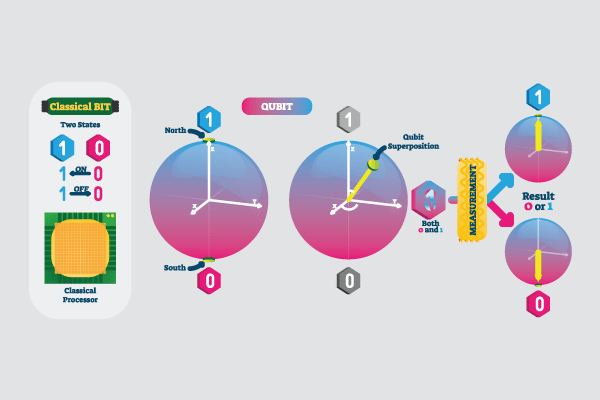 Classical BIT
Two States
1 0
1 ON 0
1 OFF 0
Classical
Processor
QUBIT
1
North
Z
X
Y
South
0
1
Z
X
Y
0
Qubit
Superposition
Both
0 and 1
MEASUREMENT
1
Result
0 or 1
0